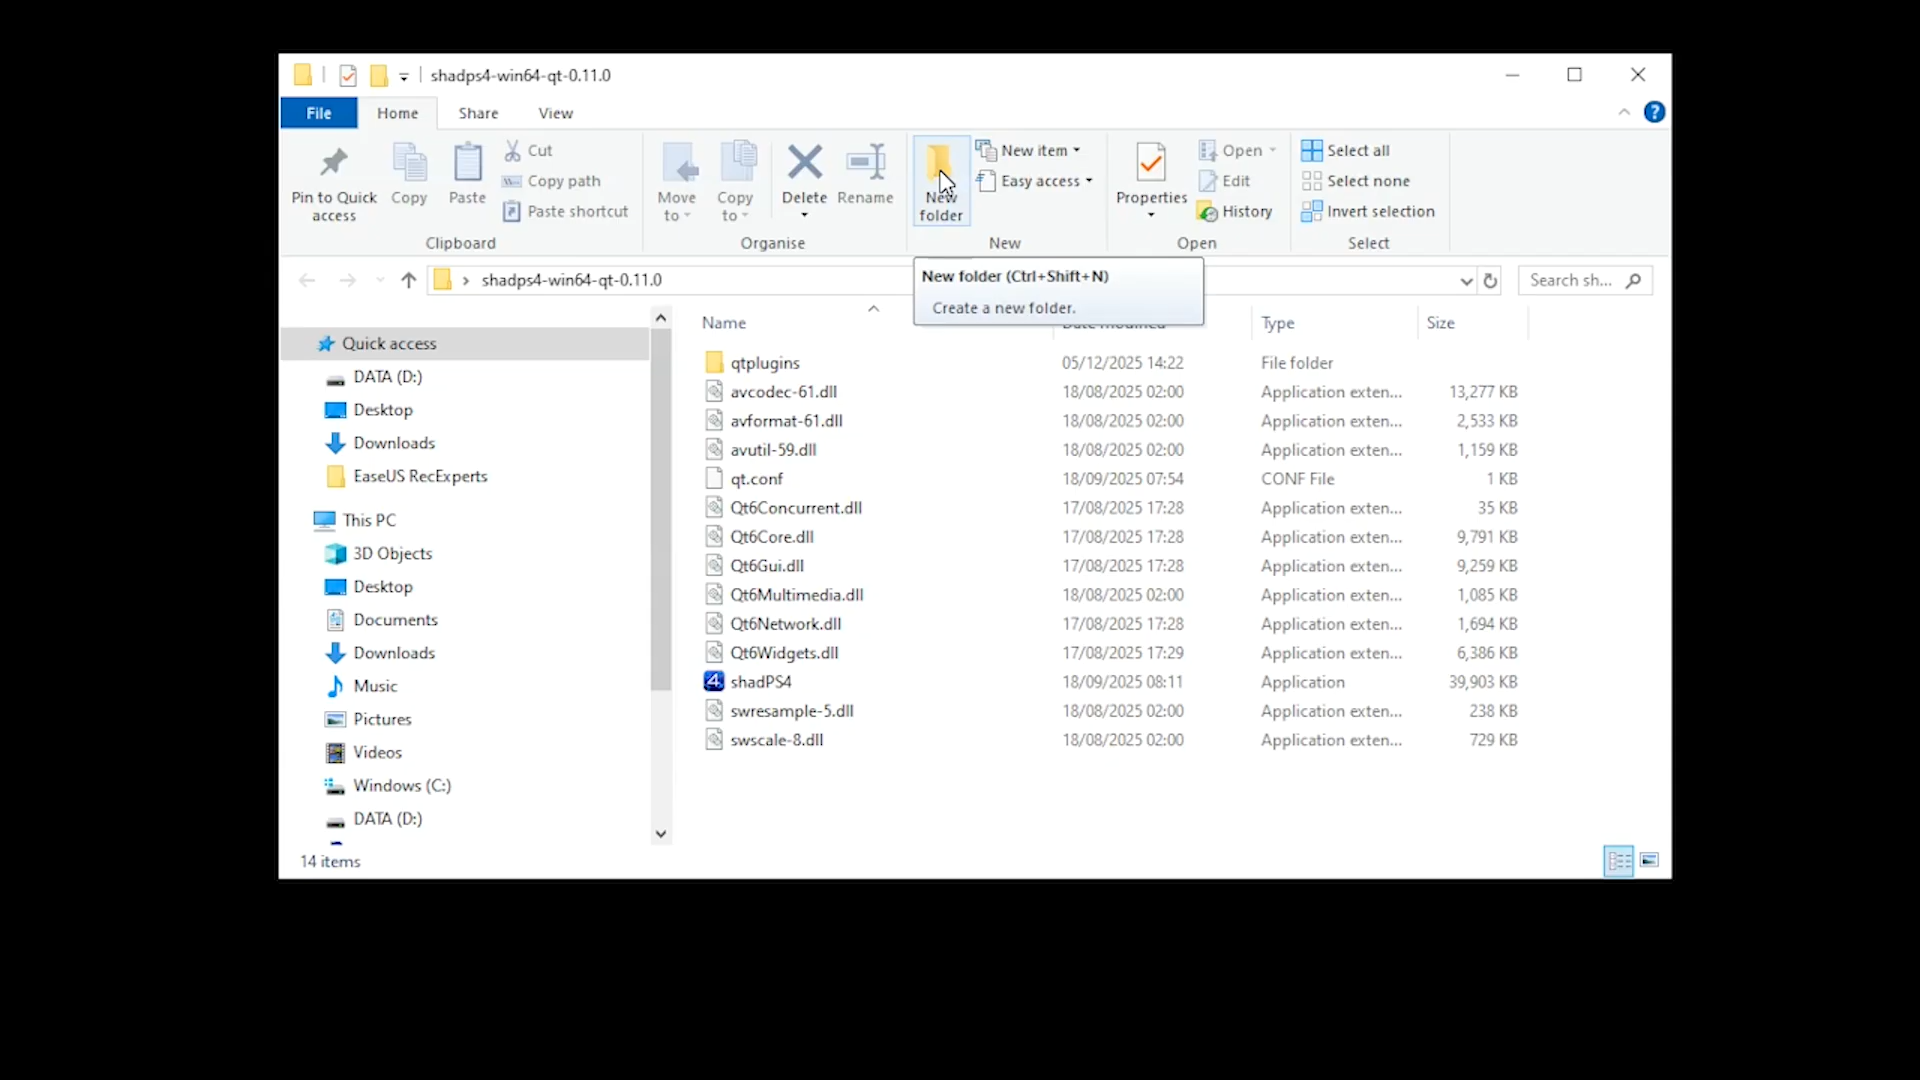 shadps4-win64-qt-0.11.0
File Home Share View
Pin to Quick access
Copy
Paste
Cut
Copy path
Paste shortcut
Clipboard
Move to
Copy to
Delete
Rename
Organise
New folder
New item
Easy access
New
Properties
Open
Edit
History
Open
Select all
Select none
Invert selection
Select
shadps4-win64-qt-0.11.0
Search sh...
New folder (Ctrl+Shift+N)
Create a new folder.
Quick access
DATA (D:)
Desktop
Downloads
EaseUS RecExperts
This PC
3D Objects
Desktop
Documents
Downloads
Music
Pictures
Videos
Windows (C:)
DATA (D:)
Name Date modified Type Size
qtplugins 05/12/2025 14:22 File folder
avcodec-61.dll 18/08/2025 02:00 Application exten... 13,277 KB
avformat-61.dll 18/08/2025 02:00 Application exten... 2,533 KB
avutil-59.dll 18/08/2025 02:00 Application exten... 1,159 KB
qt.conf 18/09/2025 07:54 CONF File 1 KB
Qt6Concurrent.dll 17/08/2025 17:28 Application exten... 35 KB
Qt6Core.dll 17/08/2025 17:28 Application exten... 9,791 KB
Qt6Gui.dll 17/08/2025 17:28 Application exten... 9,259 KB
Qt6Multimedia.dll 18/08/2025 02:00 Application exten... 1,085 KB
Qt6Network.dll 17/08/2025 17:28 Application exten... 1,694 KB
Qt6Widgets.dll 17/08/2025 17:29 Application exten... 6,386 KB
shadPS4 18/09/2025 08:11 Application 39,903 KB
swresample-5.dll 18/08/2025 02:00 Application exten... 238 KB
swscale-8.dll 18/08/2025 02:00 Application exten... 729 KB
14 items